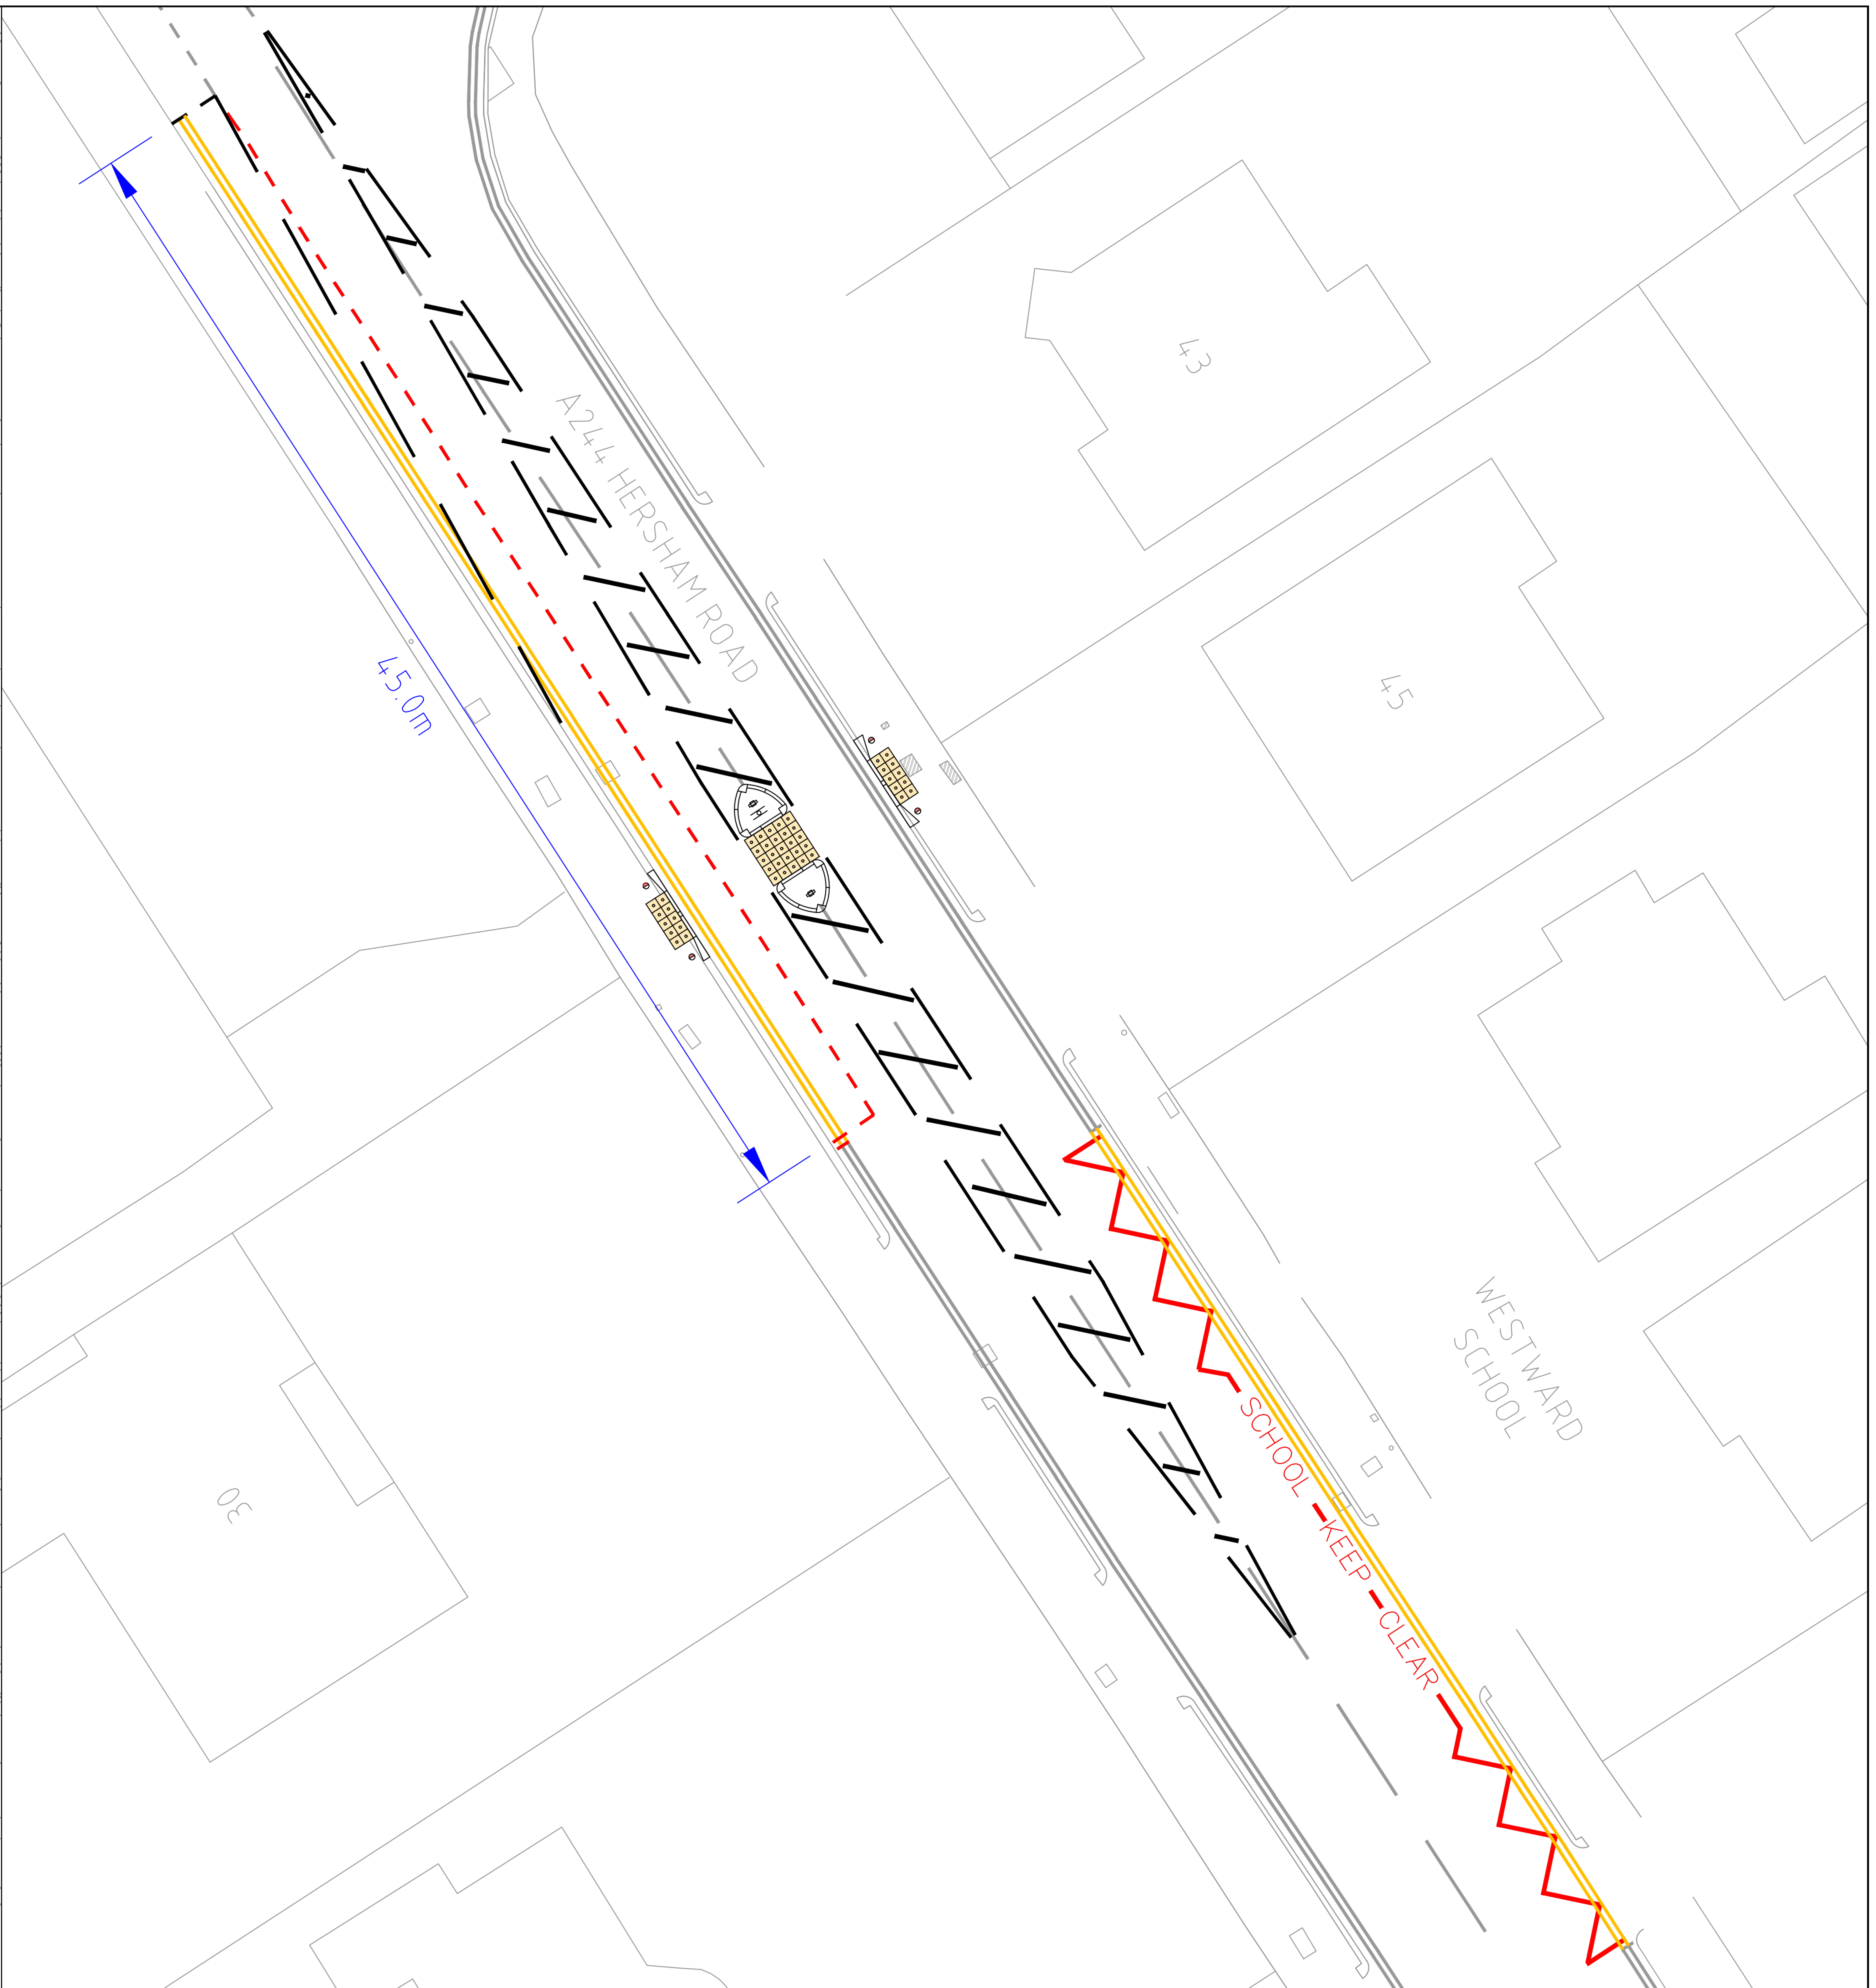 43
A244 HERSHAM ROAD
45.0m
45
WESTWARD
SCHOOL
SCHOOL KEEP CLEAR
30